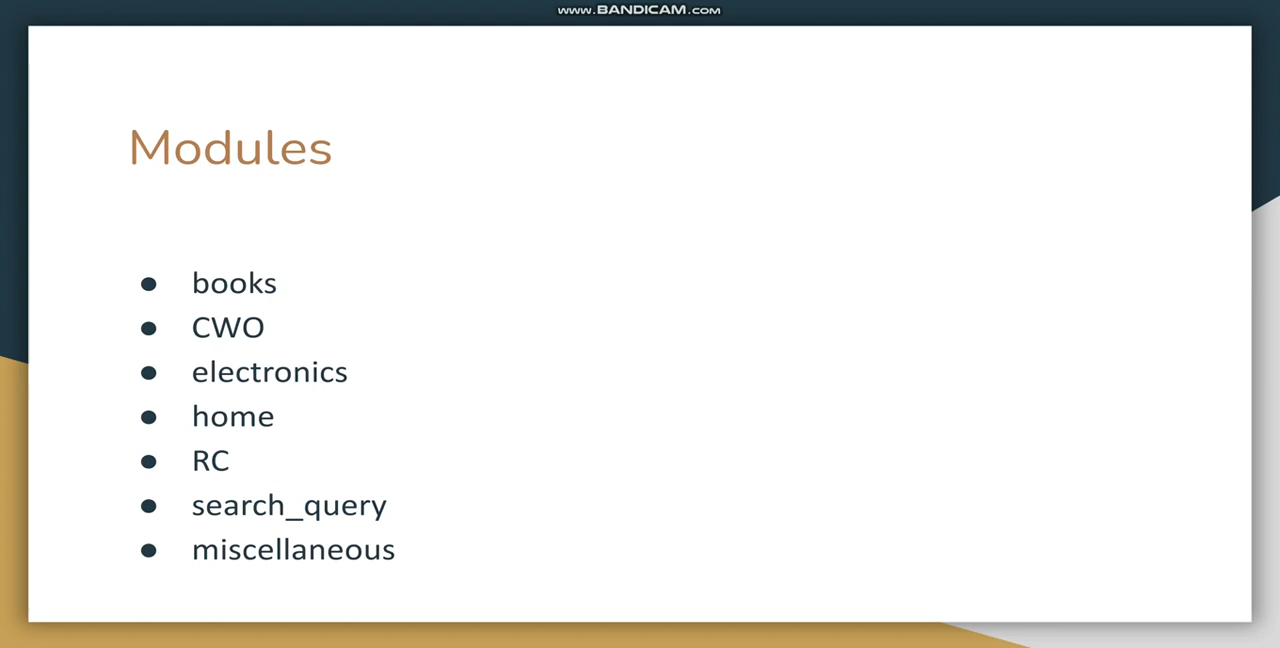 www.BANDICAM.com
Modules
● books
● CWO
● electronics
● home
● RC
● search_query
● miscellaneous